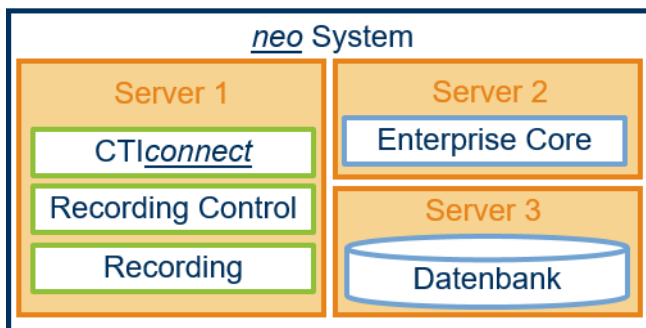 neo System
Server 1
CTIconnect
Recording Control
Recording
Server 2
Enterprise Core
Server 3
Datenbank